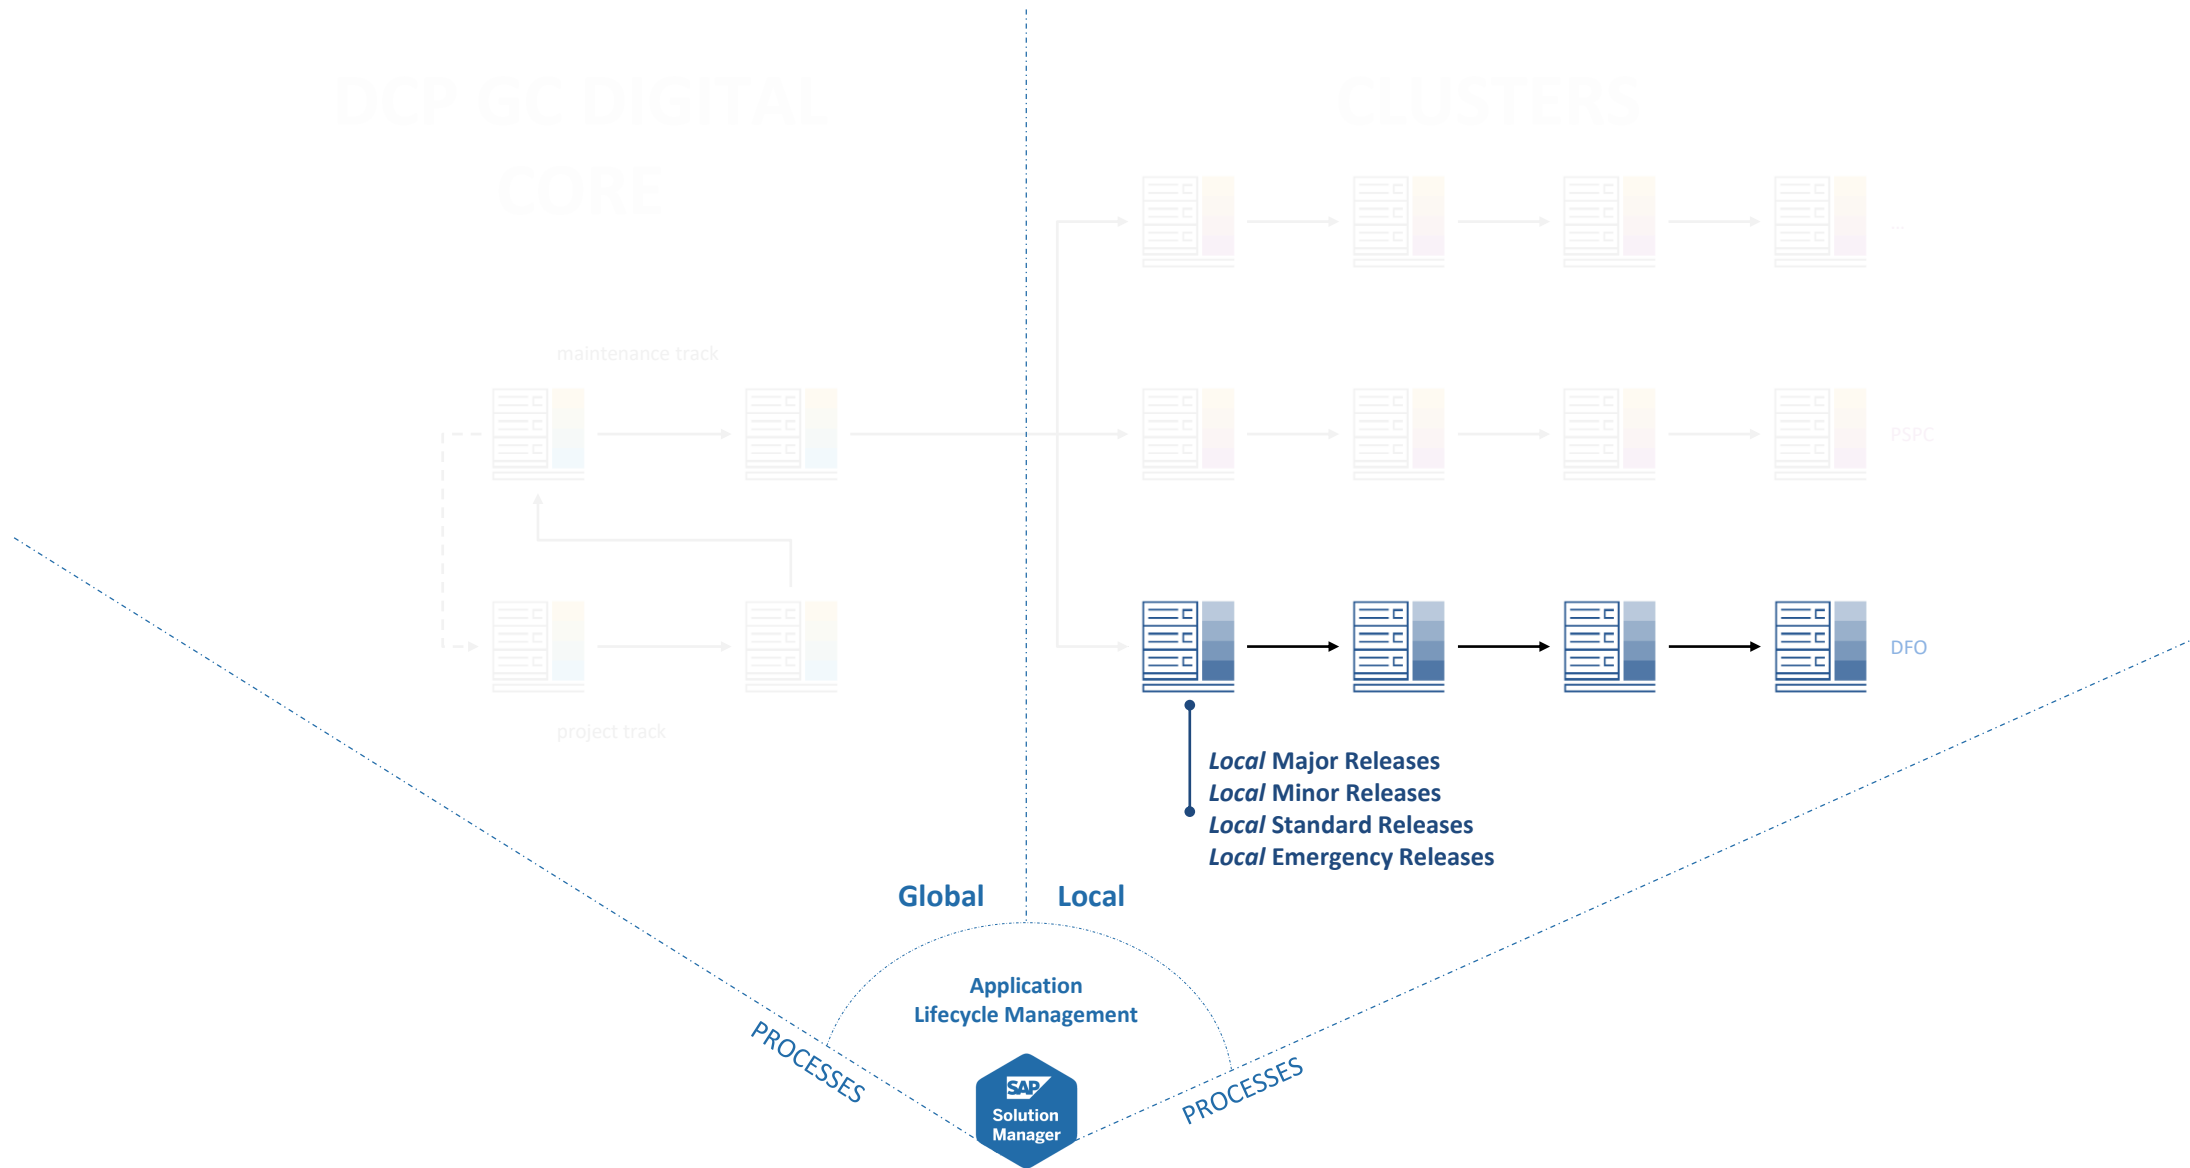 DCP GC DIGITAL
CORE
CLUSTERS
...
maintenance track
PSPC
DFO
project track
Local Major Releases
Local Minor Releases
Local Standard Releases
Local Emergency Releases
Global
Local
Application
Lifecycle Management
PROCESSES
PROCESSES
SAP
Solution
Manager